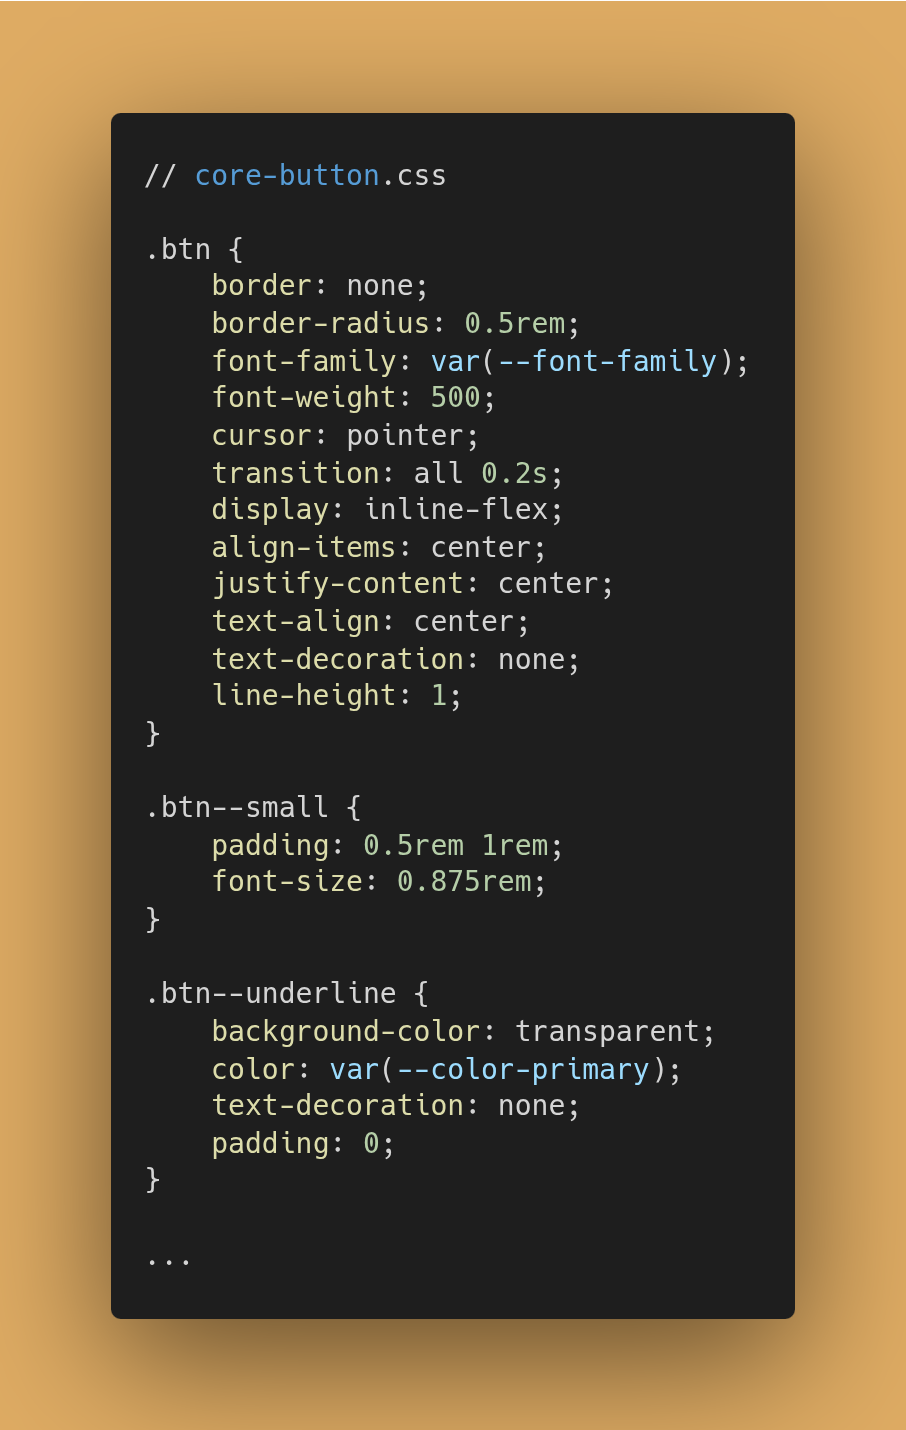 // core-button.css

.btn {
    border: none;
    border-radius: 0.5rem;
    font-family: var(--font-family);
    font-weight: 500;
    cursor: pointer;
    transition: all 0.2s;
    display: inline-flex;
    align-items: center;
    justify-content: center;
    text-align: center;
    text-decoration: none;
    line-height: 1;
}

.btn--small {
    padding: 0.5rem 1rem;
    font-size: 0.875rem;
}

.btn--underline {
    background-color: transparent;
    color: var(--color-primary);
    text-decoration: none;
    padding: 0;
}

...